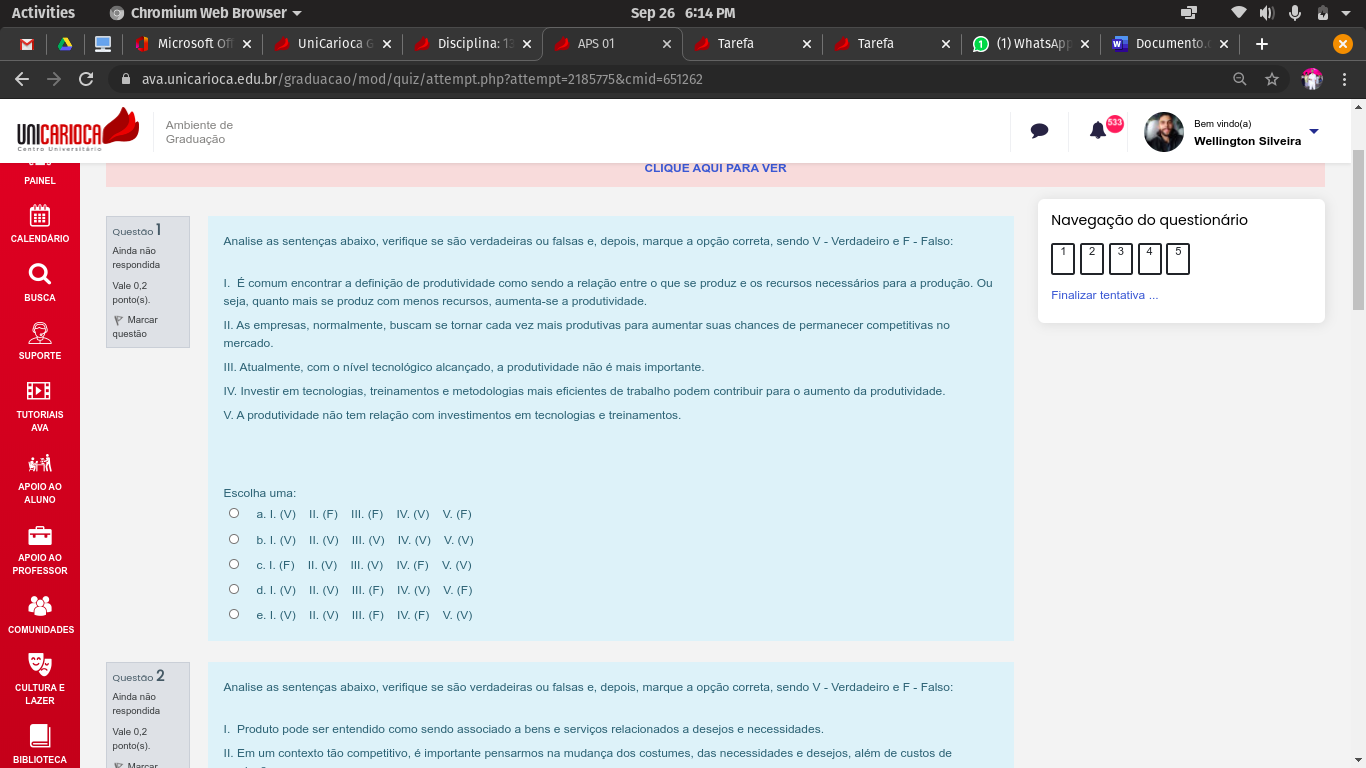 Activities
Chromium Web Browser
Sep 26 6:14 PM
Microsoft Off
UniCarioca G
Disciplina: 13
APS 01
Tarefa
Tarefa
(1) WhatsApp
Documento.
ava.unicarioca.edu.br/graduacao/mod/quiz/attempt.php?attempt=2185775&cmid=651262
UNICARIOCA
Centro Universitário
Ambiente de
Graduação
533
Bem vindo(a)
Wellington Silveira
CLIQUE AQUI PARA VER
PAINEL
CALENDÁRIO
BUSCA
SUPORTE
TUTORIAIS
AVA
APOIO AO
ALUNO
APOIO AO
PROFESSOR
COMUNIDADES
CULTURA E
LAZER
BIBLIOTECA
Questão 1
Ainda não
respondida
Vale 0,2
ponto(s).
Marcar
questão
Analise as sentenças abaixo, verifique se são verdadeiras ou falsas e, depois, marque a opção correta, sendo V - Verdadeiro e F - Falso:
I. É comum encontrar a definição de produtividade como sendo a relação entre o que se produz e os recursos necessários para a produção. Ou
seja, quanto mais se produz com menos recursos, aumenta-se a produtividade.
II. As empresas, normalmente, buscam se tornar cada vez mais produtivas para aumentar suas chances de permanecer competitivas no
mercado.
III. Atualmente, com o nível tecnológico alcançado, a produtividade não é mais importante.
IV. Investir em tecnologias, treinamentos e metodologias mais eficientes de trabalho podem contribuir para o aumento da produtividade.
V. A produtividade não tem relação com investimentos em tecnologias e treinamentos.
Escolha uma:
a. I. (V) II. (F) III. (F) IV. (V) V. (F)
b. I. (V) II. (V) III. (V) IV. (V) V. (V)
c. I. (F) II. (V) III. (V) IV. (F) V. (V)
d. I. (V) II. (V) III. (F) IV. (V) V. (F)
e. I. (V) II. (V) III. (F) IV. (F) V. (V)
Navegação do questionário
1 2 3 4 5
Finalizar tentativa ...
Questão 2
Ainda não
respondida
Vale 0,2
ponto(s).
Marcar
Analise as sentenças abaixo, verifique se são verdadeiras ou falsas e, depois, marque a opção correta, sendo V - Verdadeiro e F - Falso:
I. Produto pode ser entendido como sendo associado a bens e serviços relacionados a desejos e necessidades.
II. Em um contexto tão competitivo, é importante pensarmos na mudança dos costumes, das necessidades e desejos, além de custos de